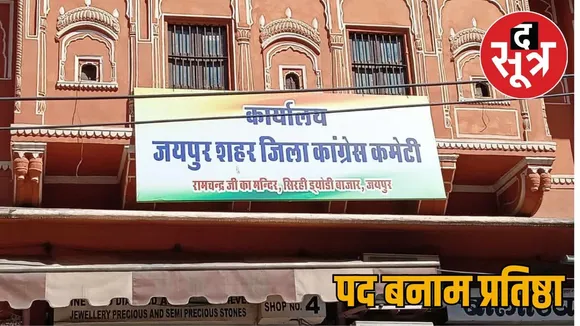 द
सूत्र
कार्यालय
जयपुर शहर जिला कांग्रेस कमेटी
रामचन्द्र जी का मन्दिर, सिरही ड्योडी बाजार, जयपुर
पद बनाम प्रतिष्ठा
SHOP NO. 4
JEWELLERY PRECIOUS AND SEMI PRECIOUS STONES